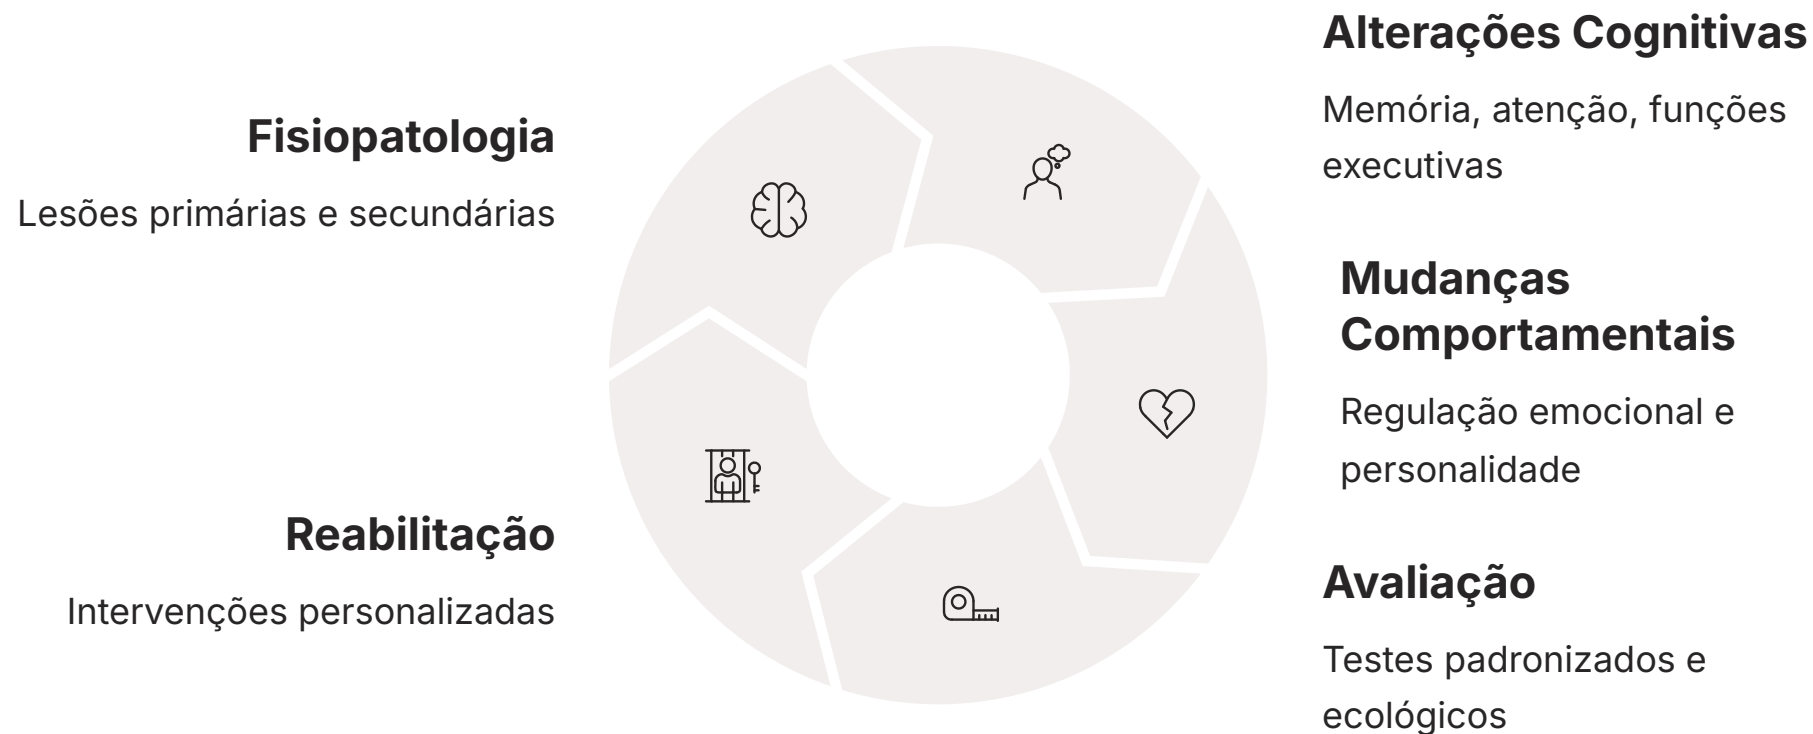 Fisiopatologia
Lesões primárias e secundárias
Alterações Cognitivas
Memória, atenção, funções
executivas
Mudanças
Comportamentais
Regulação emocional e
personalidade
Avaliação
Testes padronizados e
ecológicos
Reabilitação
Intervenções personalizadas